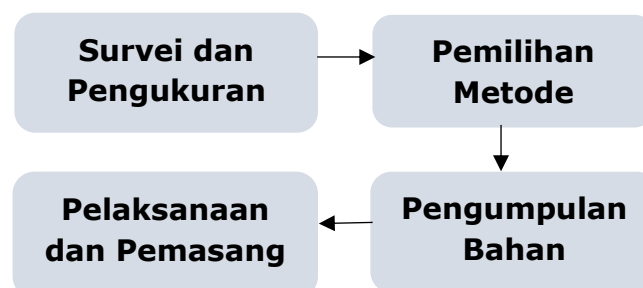 Survei dan
Pengukuran
Pemilihan
Metode
Pengumpulan
Bahan
Pelaksanaan
dan Pemasang